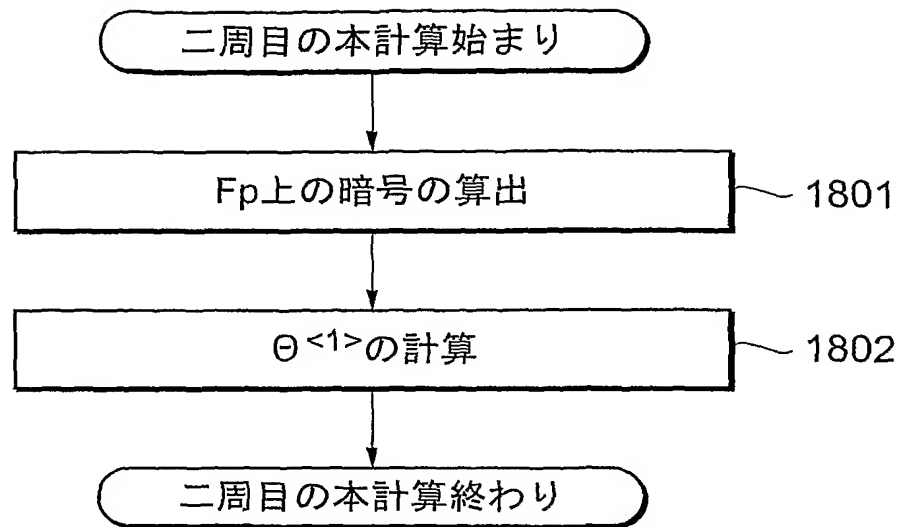 二周目の本計算始まり
Fp上の暗号の算出
1801
Θ<1>の計算
1802
二周目の本計算終わり